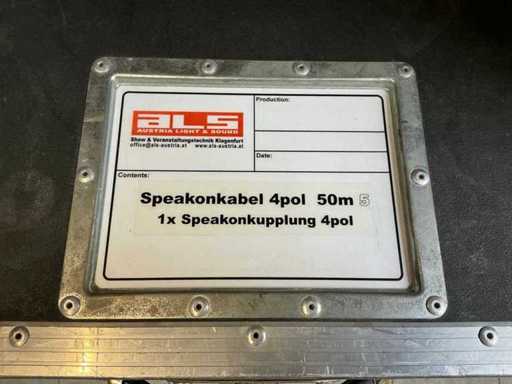 als
AUSTRIA LIGHT & SOUND
Show & Veranstaltungstechnik Klagenfurt
office@als-austria.at www.als-austria.at
Production:
Date:
Contents:
Speakonkabel 4pol 50m 5
1x Speakonkupplung 4pol